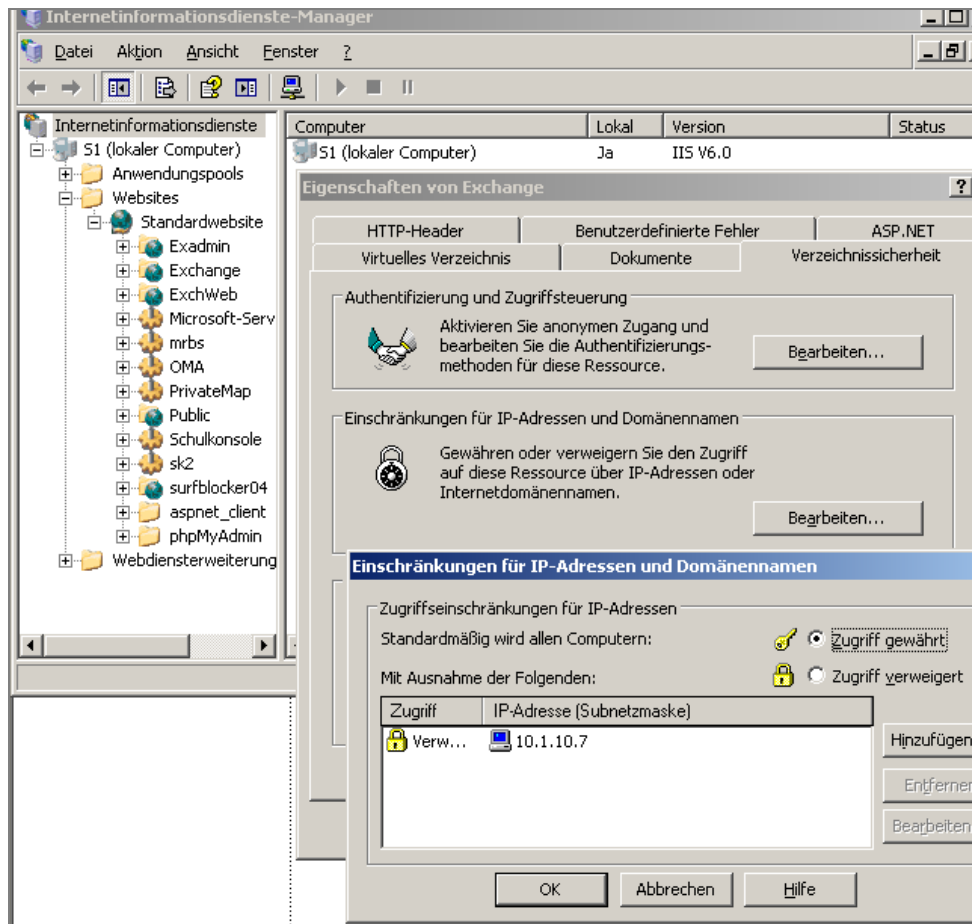 Internetinformationsdienste-Manager
Datei Aktion Ansicht Fenster ?
Internetinformationsdienste
S1 (lokaler Computer)
Anwendungspools
Websites
Standardwebsite
Exadmin
Exchange
ExchWeb
Microsoft-Serv
mrbs
OMA
PrivateMap
Public
Schulkonsole
sk2
surfblocker04
aspnet_client
phpMyAdmin
Webdiensterweiterung
Computer Lokal Version Status
S1 (lokaler Computer) Ja IIS V6.0
Eigenschaften von Exchange ?
HTTP-Header Benutzerdefinierte Fehler ASP.NET
Virtuelles Verzeichnis Dokumente Verzeichnissicherheit
Authentifizierung und Zugriffsteuerung
Aktivieren Sie anonymen Zugang und
bearbeiten Sie die Authentifizierungs-
methoden für diese Ressource.
Bearbeiten...
Einschränkungen für IP-Adressen und Domänennamen
Gewähren oder verweigern Sie den Zugriff
auf diese Ressource über IP-Adressen oder
Internetdomänennamen.
Bearbeiten...
Einschränkungen für IP-Adressen und Domänennamen
Zugriffseinschränkungen für IP-Adressen
Standardmäßig wird allen Computern: Zugriff gewährt
Mit Ausnahme der Folgenden: Zugriff verweigert
Zugriff IP-Adresse (Subnetzmaske)
Verw... 10.1.10.7
Hinzufügen
Entferner
Bearbeiten
OK Abbrechen Hilfe